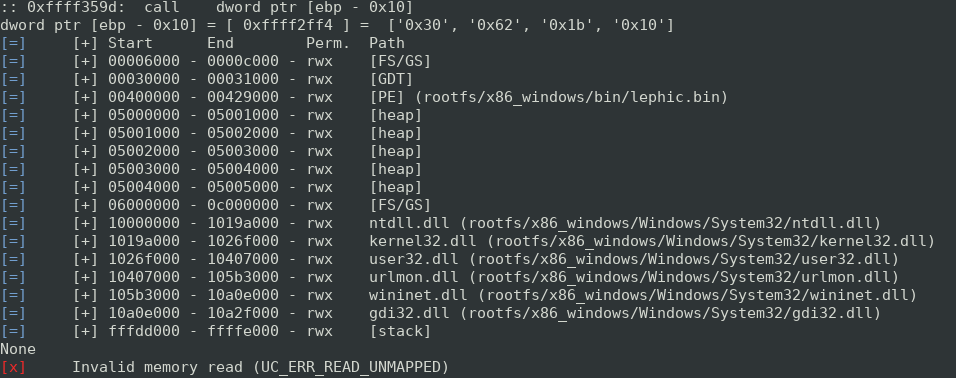 :: 0xffff359d:  call    dword ptr [ebp - 0x10]
dword ptr [ebp - 0x10] = [ 0xffff2ff4 ] =  ['0x30', '0x62', '0x1b', '0x10']
[=]     [+] Start      End        Perm.  Path
[=]     [+] 00006000 - 0000c000 - rwx    [FS/GS]
[=]     [+] 00030000 - 00031000 - rwx    [GDT]
[=]     [+] 00400000 - 00429000 - rwx    [PE] (rootfs/x86_windows/bin/lephic.bin)
[=]     [+] 05000000 - 05001000 - rwx    [heap]
[=]     [+] 05001000 - 05002000 - rwx    [heap]
[=]     [+] 05002000 - 05003000 - rwx    [heap]
[=]     [+] 05003000 - 05004000 - rwx    [heap]
[=]     [+] 05004000 - 05005000 - rwx    [heap]
[=]     [+] 06000000 - 0c000000 - rwx    [FS/GS]
[=]     [+] 10000000 - 1019a000 - rwx    ntdll.dll (rootfs/x86_windows/Windows/System32/ntdll.dll)
[=]     [+] 1019a000 - 1026f000 - rwx    kernel32.dll (rootfs/x86_windows/Windows/System32/kernel32.dll)
[=]     [+] 1026f000 - 10407000 - rwx    user32.dll (rootfs/x86_windows/Windows/System32/user32.dll)
[=]     [+] 10407000 - 105b3000 - rwx    urlmon.dll (rootfs/x86_windows/Windows/System32/urlmon.dll)
[=]     [+] 105b3000 - 10a0e000 - rwx    wininet.dll (rootfs/x86_windows/Windows/System32/wininet.dll)
[=]     [+] 10a0e000 - 10a2f000 - rwx    gdi32.dll (rootfs/x86_windows/Windows/System32/gdi32.dll)
[=]     [+] fffdd000 - ffffe000 - rwx    [stack]
None
[x]     Invalid memory read (UC_ERR_READ_UNMAPPED)